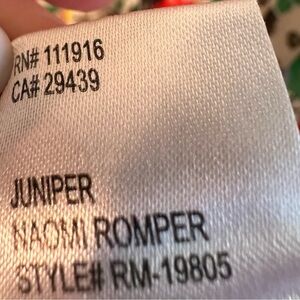 RN# 111916
CA# 29439
JUNIPER
NAOMI ROMPER
STYLE# RM-19805